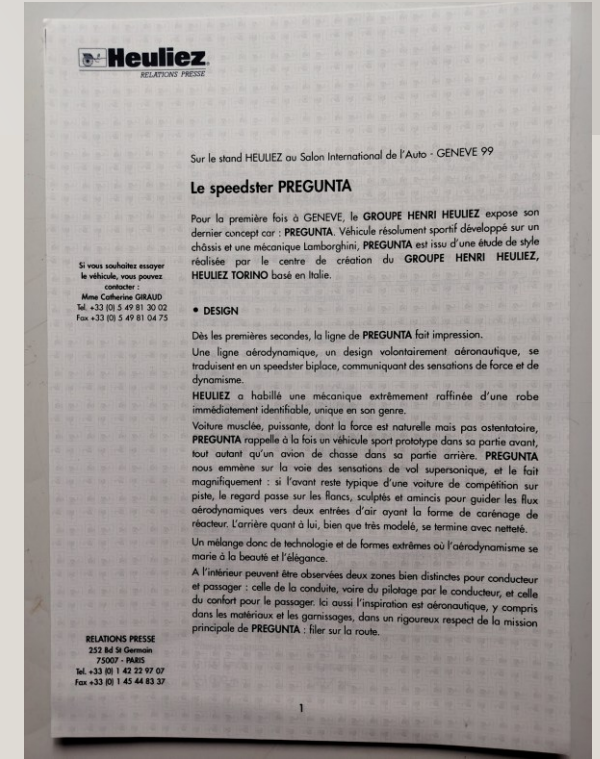 Heuliez
RELATIONS PRESSE
Sur le stand HEULIEZ au Salon International de l'Auto - GENEVE 99
Le speedster PREGUNTA
Pour la première fois à GENEVE, le GROUPE HENRI HEULIEZ expose son
dernier concept car : PREGUNTA. Véhicule résolument sportif développé sur un
châssis et une mécanique Lamborghini, PREGUNTA est issu d'une étude de style
réalisée par le centre de création du GROUPE HENRI HEULIEZ,
HEULIEZ TORINO basé en Italie.
Si vous souhaitez essayer
le véhicule, vous pouvez
contacter :
Mme Catherine GIRAUD
Tel. +33 (0) 5 49 81 30 02
Fax +33 (0) 5 49 81 04 75
• DESIGN
Dès les premières secondes, la ligne de PREGUNTA fait impression.
Une ligne aérodynamique, un design volontairement aéronautique, se
traduisent en un speedster biplace, communiquant des sensations de force et de
dynamisme.
HEULIEZ a habillé une mécanique extrêmement raffinée d'une robe
immédiatement identifiable, unique en son genre.
Voiture musclée, puissante, dont la force est naturelle mais pas ostentatoire,
PREGUNTA rappelle à la fois un véhicule sport prototype dans sa partie avant,
tout autant qu'un avion de chasse dans sa partie arrière. PREGUNTA
nous emmène sur la voie des sensations de vol supersonique, et le fait
magnifiquement : si l'avant reste typique d'une voiture de compétition sur
piste, le regard passe sur les flancs, sculptés et amincis pour guider les flux
aérodynamiques vers deux entrées d'air ayant la forme de carénage de
réacteur. L'arrière quant à lui, bien que très modelé, se termine avec netteté.
Un mélange donc de technologie et de formes extrêmes où l'aérodynamisme se
marie à la beauté et l'élégance.
A l'intérieur peuvent être observées deux zones bien distinctes pour conducteur
et passager : celle de la conduite, voire du pilotage par le conducteur, et celle
du confort pour le passager. Ici aussi l'inspiration est aéronautique, y compris
dans les matériaux et les garnissages, dans un rigoureux respect de la mission
principale de PREGUNTA : filer sur la route.
RELATIONS PRESSE
252 Bd St Germain
75007 - PARIS
Tel. +33 (0) 1 42 22 97 07
Fax +33 (0) 1 45 44 83 37
1